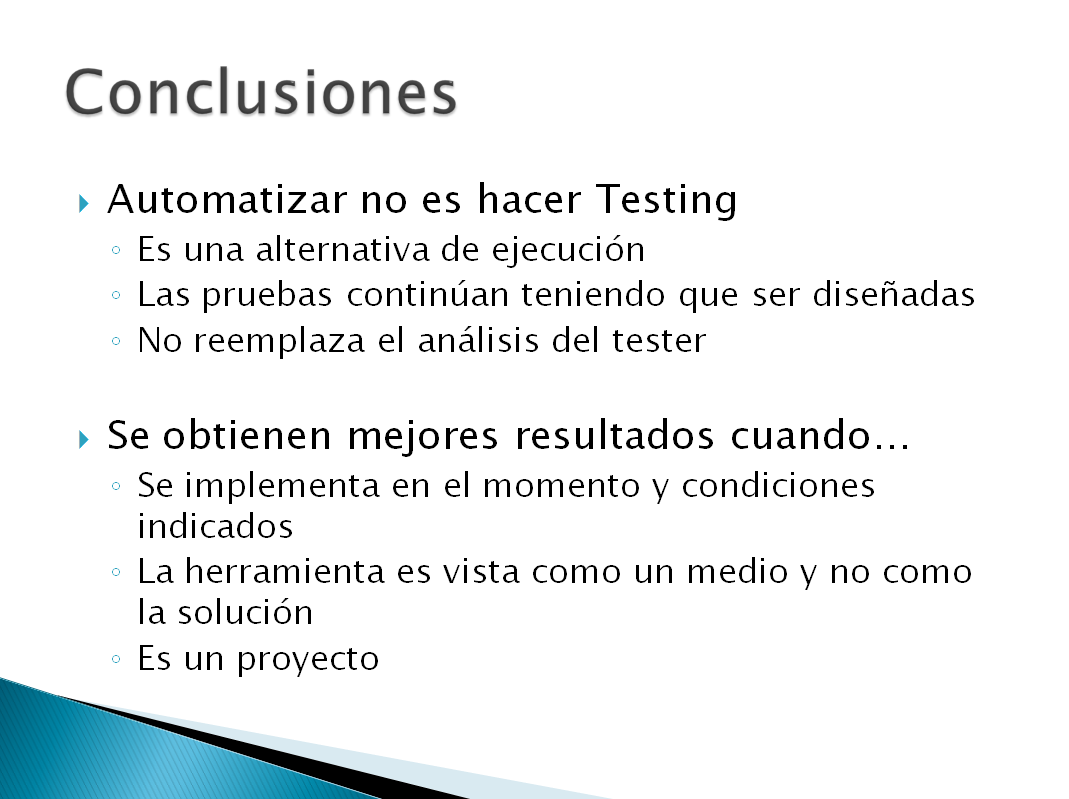 Conclusiones
Automatizar no es hacer Testing
Es una alternativa de ejecución
Las pruebas continúan teniendo que ser diseñadas
No reemplaza el análisis del tester
Se obtienen mejores resultados cuando...
Se implementa en el momento y condiciones
indicados
La herramienta es vista como un medio y no como
la solución
Es un proyecto